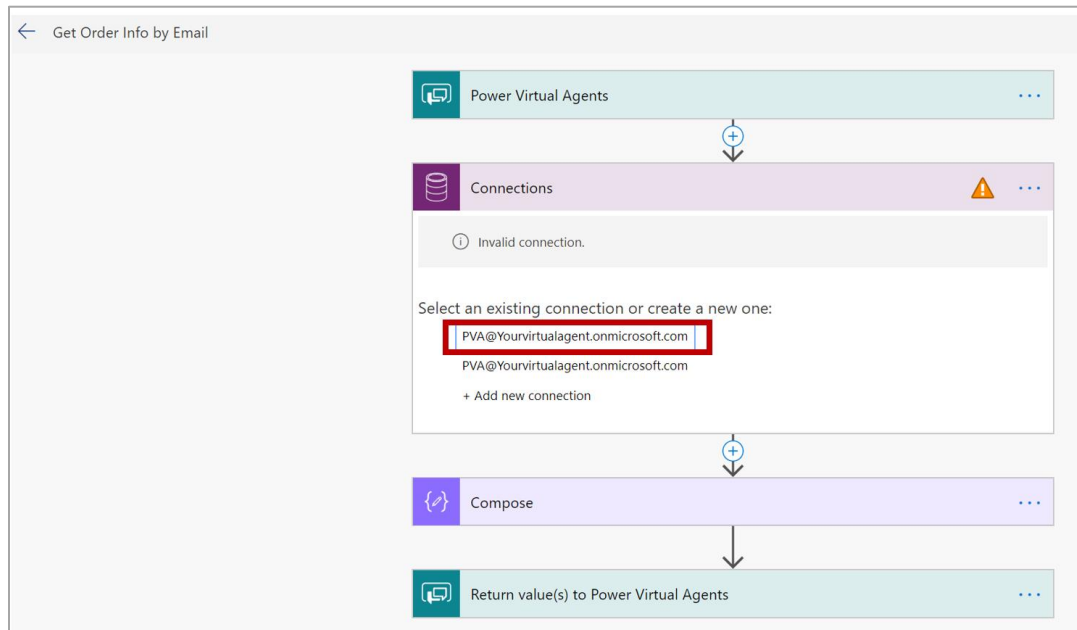 Get Order Info by Email
Power Virtual Agents
Connections
Invalid connection.
Select an existing connection or create a new one:
PVA@Yourvirtualagent.onmicrosoft.com
PVA@Yourvirtualagent.onmicrosoft.com
+ Add new connection
Compose
Return value(s) to Power Virtual Agents